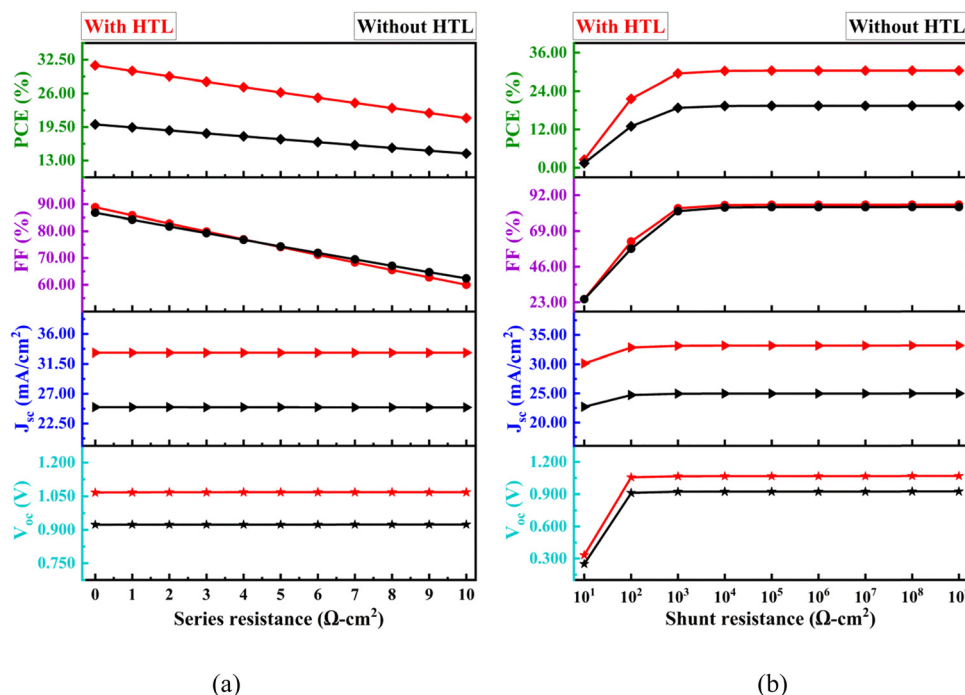 With HTL Without HTL
PCE (%)
32.50
26.00
19.50
13.00
FF (%)
90.00
80.00
70.00
60.00
Jsc (mA/cm²)
36.00
31.50
27.00
22.50
Voc (V)
1.200
1.050
0.900
0.750
0 1 2 3 4 5 6 7 8 9 10
Series resistance (Ω-cm²)
(a)
With HTL Without HTL
PCE (%)
36.00
24.00
12.00
0.00
FF (%)
92.00
69.00
46.00
23.00
Jsc (mA/cm²)
35.00
30.00
25.00
20.00
Voc (V)
1.200
0.900
0.600
0.300
10¹ 10² 10³ 10⁴ 10⁵ 10⁶ 10⁷ 10⁸ 10
Shunt resistance (Ω-cm²)
(b)